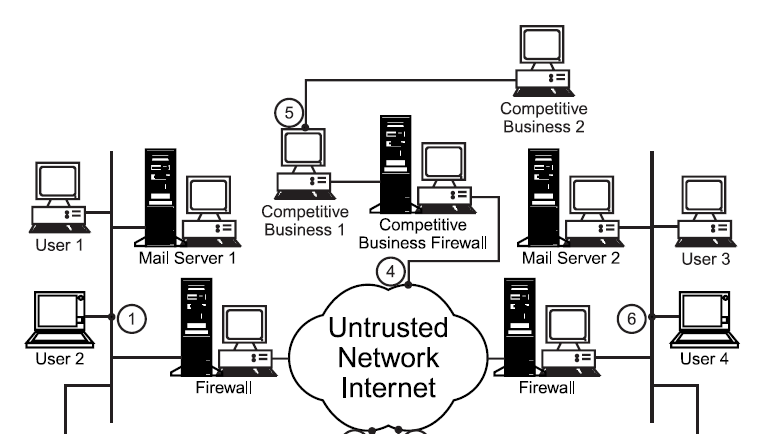 Competitive
Business 2
5
Competitive
Business 1
Competitive
Business Firewall
User 1
Mail Server 1
Mail Server 2
User 3
4
1
6
User 2
Firewall
Untrusted
Network
Internet
Firewall
User 4